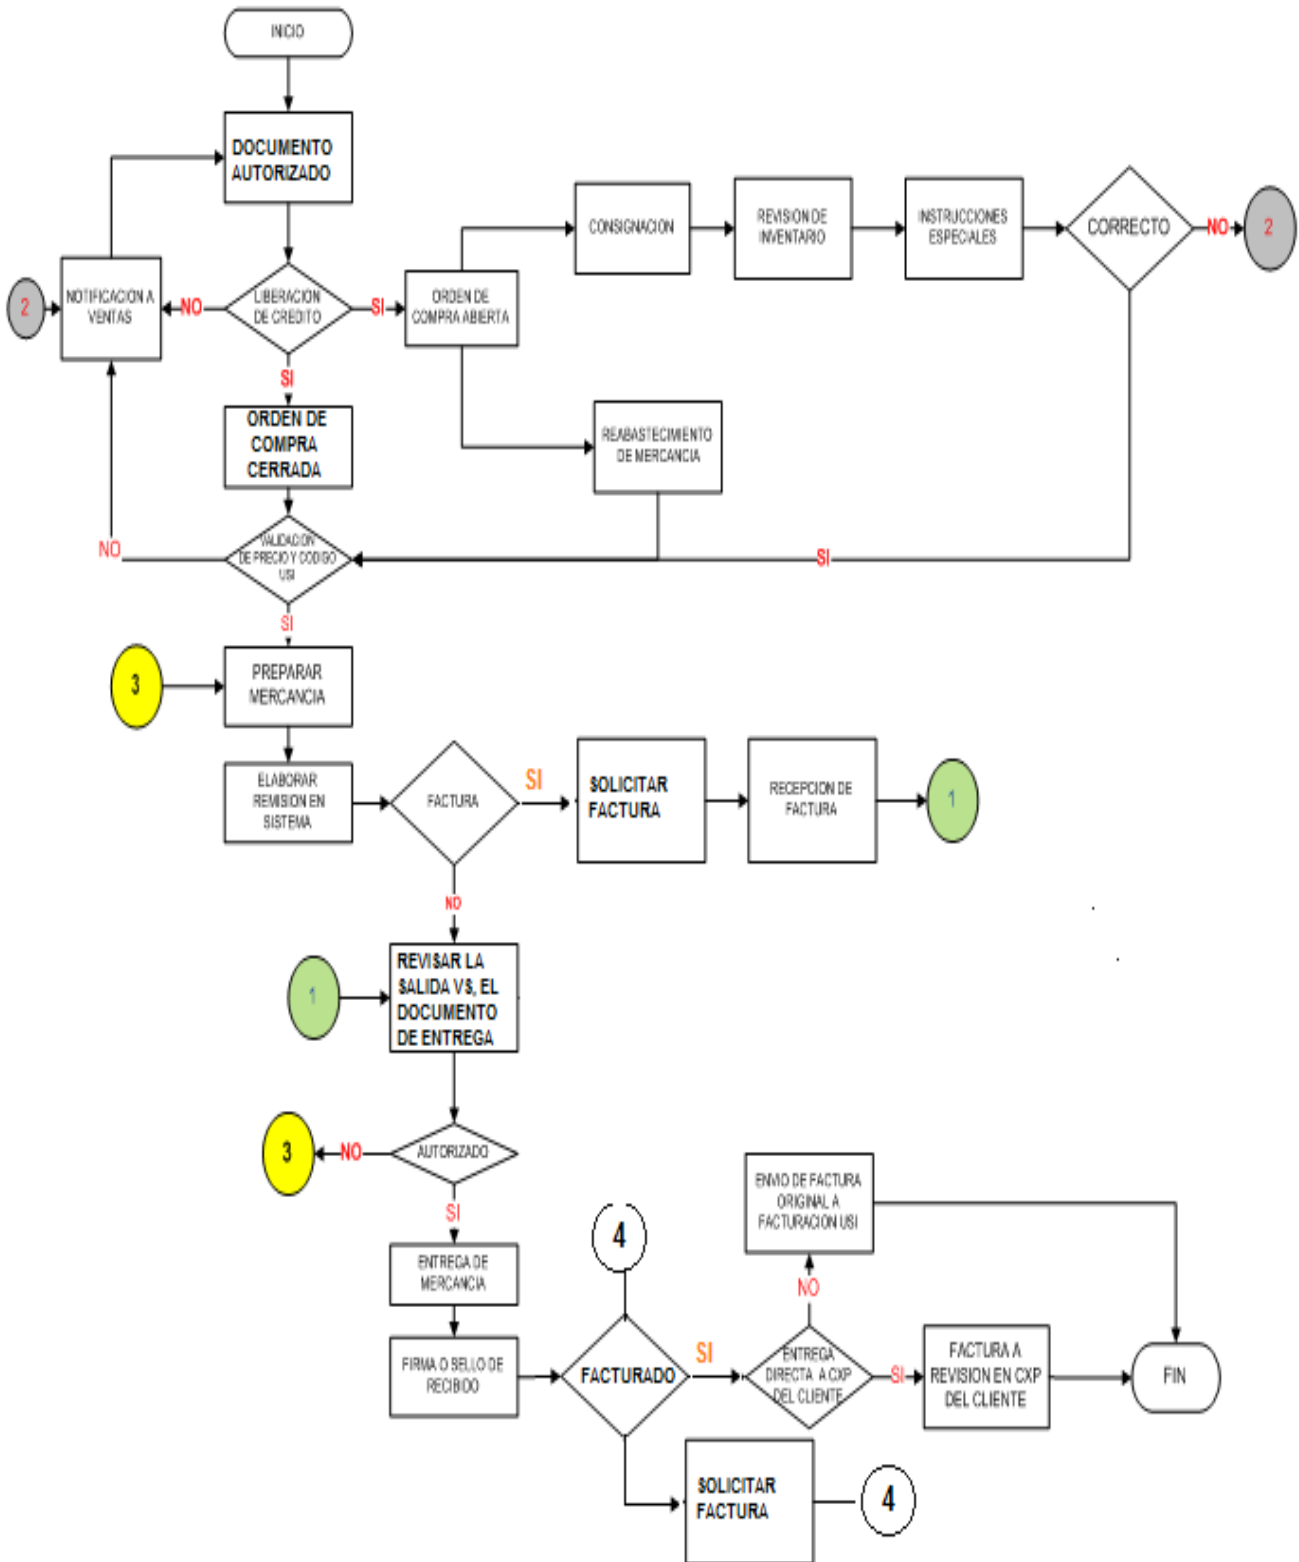 INICIO
DOCUMENTO
AUTORIZADO
CONSIGNACION
REVISION DE
INVENTARIO
INSTRUCCIONES
ESPECIALES
CORRECTO
NO
2
2
NOTIFICACION A
VENTAS
NO
LIBERACION
DE CREDITO
SI
ORDEN DE
COMPRA ABIERTA
SI
ORDEN DE
COMPRA
CERRADA
REABASTECIMIENTO
DE MERCANCIA
NO
VALIDACION
DE PRECIO Y CODIGO
USI
SI
SI
3
PREPARAR
MERCANCIA
ELABORAR
REMISION EN
SISTEMA
FACTURA
SI
SOLICITAR
FACTURA
RECEPCION DE
FACTURA
1
NO
1
REVISAR LA
SALIDA VS, EL
DOCUMENTO
DE ENTREGA
3
NO
AUTORIZADO
SI
ENTREGA DE
MERCANCIA
FIRMA O SELLO DE
RECIBIDO
4
FACTURADO
SI
ENVIO DE FACTURA
ORIGINAL A
FACTURACION USI
NO
ENTREGA
DIRECTA A CXP
DEL CLIENTE
SI
FACTURA A
REVISION EN CXP
DEL CLIENTE
FIN
SOLICITAR
FACTURA
4